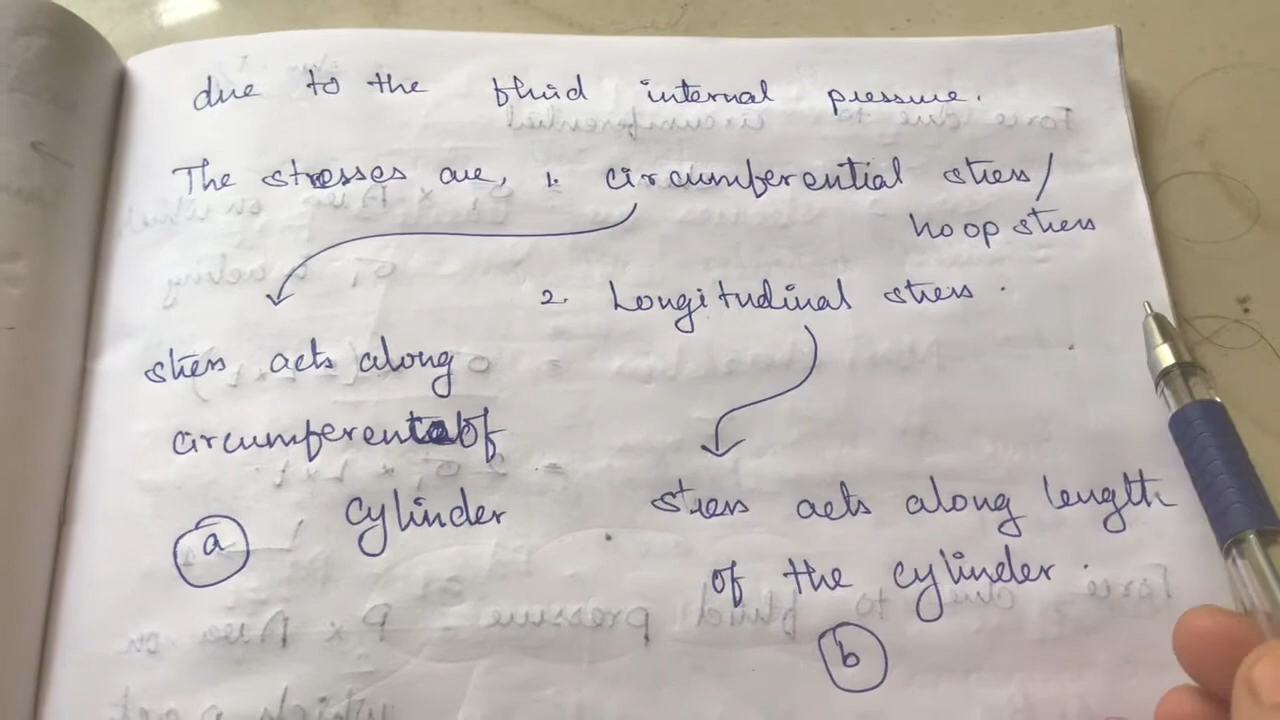 due to the fluid internal pressure.
The stresses are, 1. circumferential stress/
hoop stress
2. Longitudinal stress.
stress acts along
circumference of
cylinder
a
stress acts along length
of the cylinder.
b